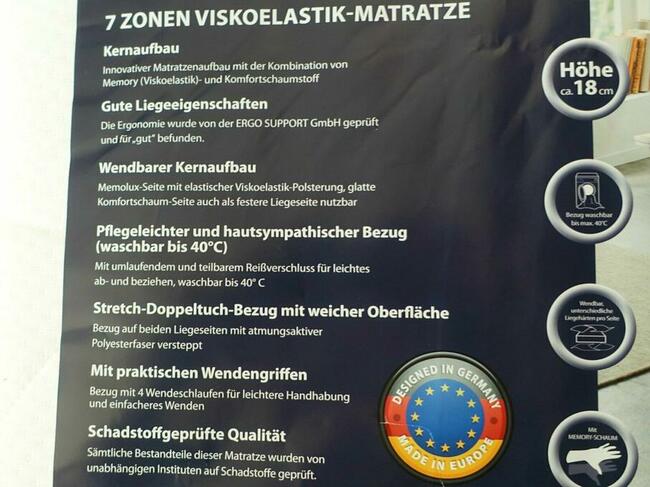 7 ZONEN VISKOELASTIK-MATRATZE
Kernaufbau
Innovativer Matratzenaufbau mit der Kombination von
Memory (Viskoelastik)- und Komfortschaumstoff
Gute Liegeeigenschaften
Die Ergonomie wurde von der ERGO SUPPORT GmbH geprüft
und für „gut" befunden.
Wendbarer Kernaufbau
Memolux-Seite mit elastischer Viskoelastik-Polsterung, glatte
Komfortschaum-Seite auch als festere Liegeseite nutzbar
Pflegeleichter und hautsympathischer Bezug
(waschbar bis 40°C)
Mit umlaufendem und teilbarem Reißverschluss für leichtes
ab- und beziehen, waschbar bis 40° C
Stretch-Doppeltuch-Bezug mit weicher Oberfläche
Bezug auf beiden Liegeseiten mit atmungsaktiver
Polyesterfaser versteppt
Mit praktischen Wendengriffen
Bezug mit 4 Wendeschlaufen für leichtere Handhabung
und einfacheres Wenden
Schadstoffgeprüfte Qualität
Sämtliche Bestandteile dieser Matratze wurden von
unabhängigen Instituten auf Schadstoffe geprüft.
DESIGNED IN GERMANY
MADE IN EUROPE
Höhe
ca. 18 cm
Bezug waschbar
bis max. 40°C
Wendbar,
unterschiedliche
Liegehärten pro Seite
Mit
MEMORY-SCHAUM